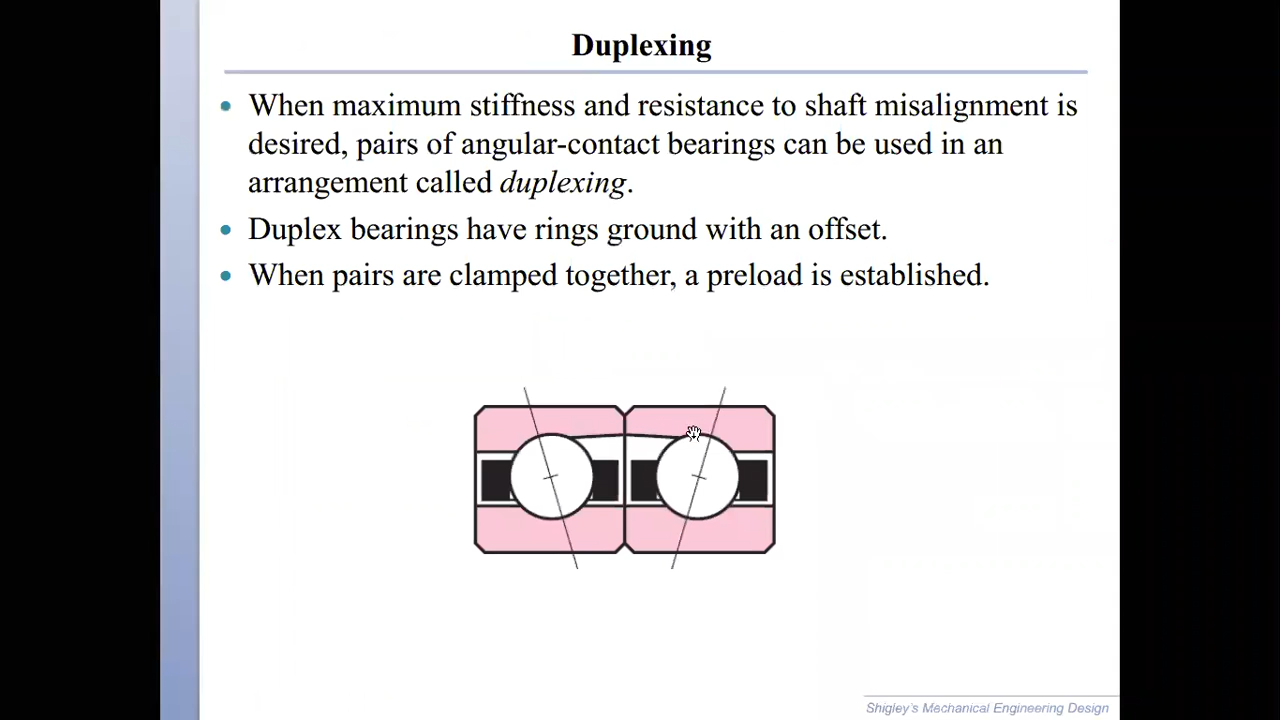 Duplexing
When maximum stiffness and resistance to shaft misalignment is
desired, pairs of angular-contact bearings can be used in an
arrangement called duplexing.
Duplex bearings have rings ground with an offset.
When pairs are clamped together, a preload is established.
Shigley's Mechanical Engineering Design